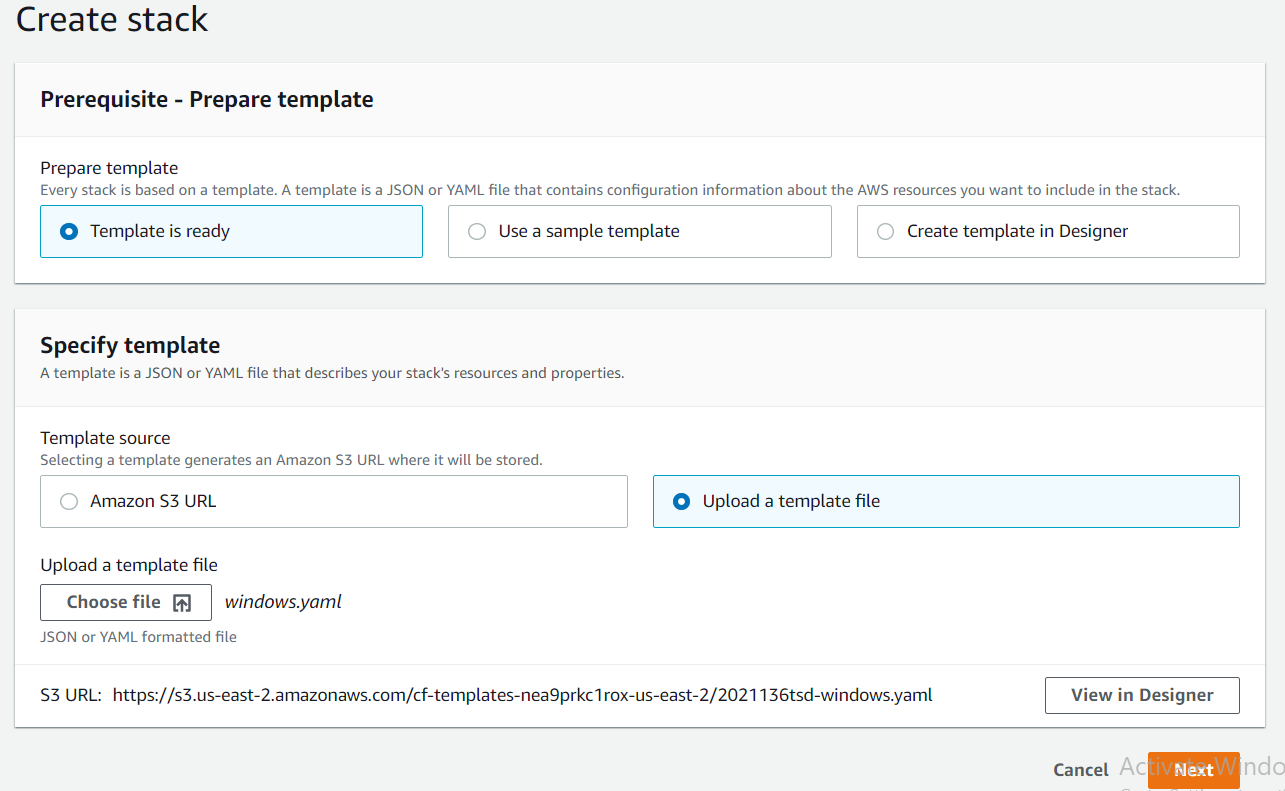 Create stack
Prerequisite - Prepare template
Prepare template
Every stack is based on a template. A template is a JSON or YAML file that contains configuration information about the AWS resources you want to include in the stack.
Template is ready
Use a sample template
Create template in Designer
Specify template
A template is a JSON or YAML file that describes your stack's resources and properties.
Template source
Selecting a template generates an Amazon S3 URL where it will be stored.
Amazon S3 URL
Upload a template file
Upload a template file
Choose file windows.yaml
JSON or YAML formatted file
S3 URL: https://s3.us-east-2.amazonaws.com/cf-templates-nea9prkc1rox-us-east-2/2021136tsd-windows.yaml
View in Designer
Cancel
Next
Activate Windo